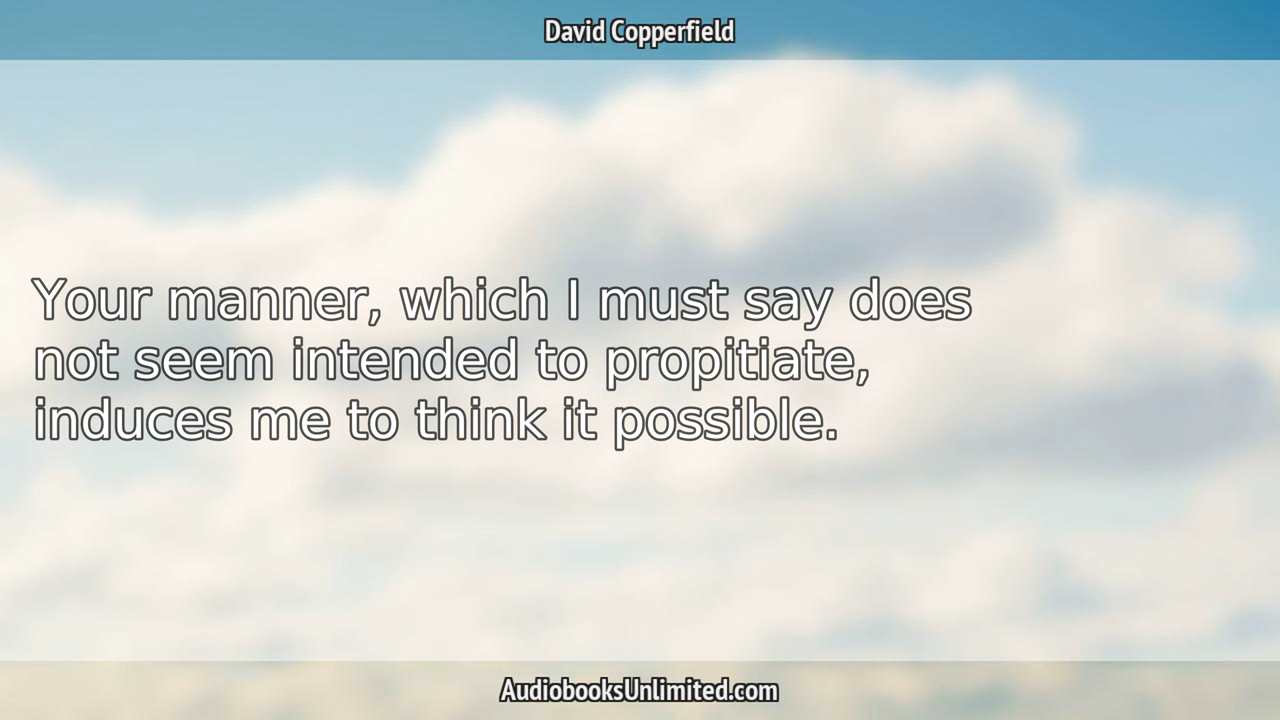 David Copperfield
Your manner, which I must say does
not seem intended to propitiate,
induces me to think it possible.
AudiobooksUnlimited.com